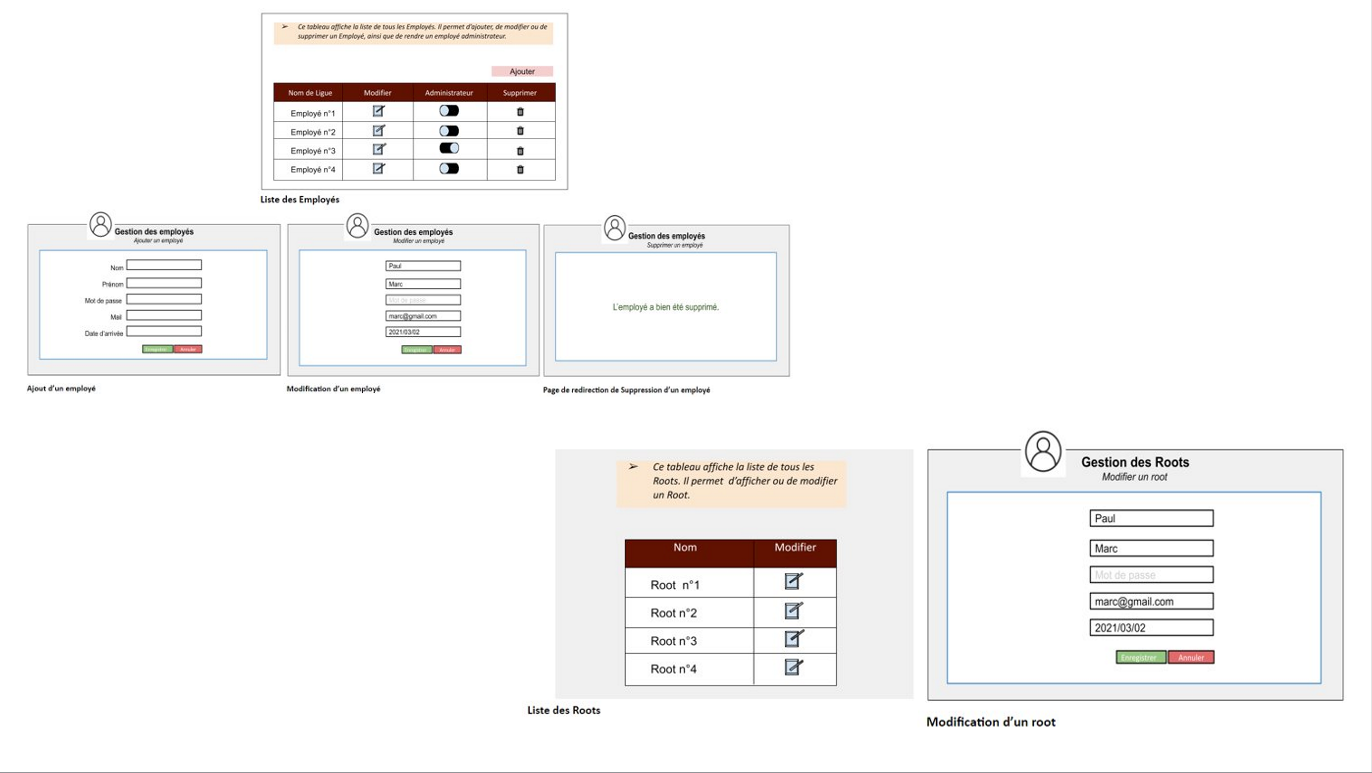 ➢ Ce tableau affiche la liste de tous les Employés. Il permet d'ajouter, de modifier ou de
supprimer un Employé, ainsi que de rendre un employé administrateur.
Ajouter
Nom de Ligue Modifier Administrateur Supprimer
Employé n°1
Employé n°2
Employé n°3
Employé n°4
Liste des Employés
Gestion des employés
Ajouter un employé
Nom
Prénom
Mot de passe
Mail
Date d'arrivée
Enregistrer Annuler
Ajout d'un employé
Gestion des employés
Modifier un employé
Paul
Marc
Mot de passe
marc@gmail.com
2021/03/02
Enregistrer Annuler
Modification d'un employé
Gestion des employés
Supprimer un employé
L'employé a bien été supprimé.
Page de redirection de Suppression d'un employé
➢ Ce tableau affiche la liste de tous les
Roots. Il permet d'afficher ou de modifier
un Root.
Nom Modifier
Root n°1
Root n°2
Root n°3
Root n°4
Liste des Roots
Gestion des Roots
Modifier un root
Paul
Marc
Mot de passe
marc@gmail.com
2021/03/02
Enregistrer Annuler
Modification d'un root